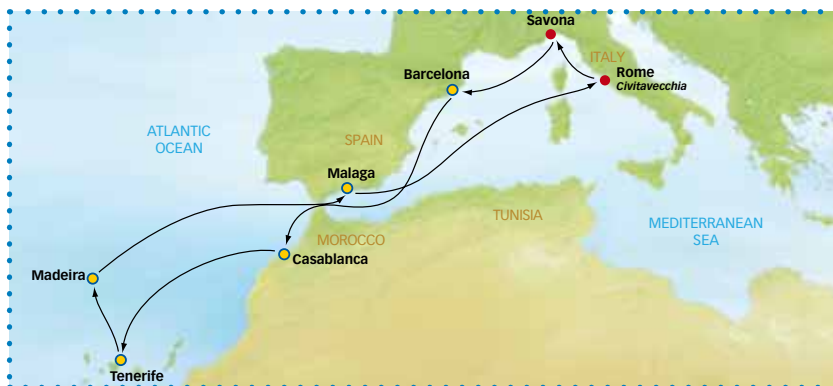 Savona
ITALY
Rome
Civitavecchia
Barcelona
ATLANTIC
OCEAN
SPAIN
Malaga
TUNISIA
MEDITERRANEAN
SEA
MOROCCO
Casablanca
Madeira
Tenerife